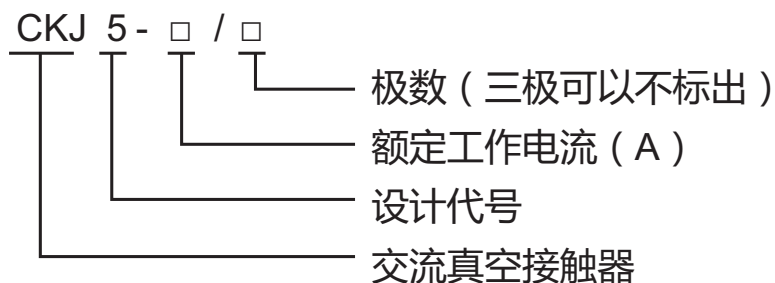 CKJ 5 - □ / □
极数（三极可以不标出）
额定工作电流（A）
设计代号
交流真空接触器